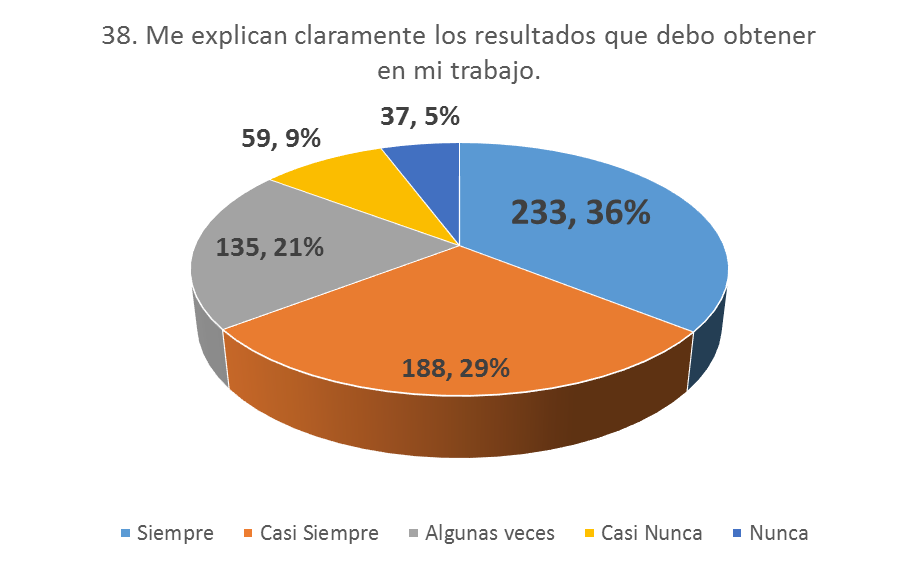 38. Me explican claramente los resultados que debo obtener
en mi trabajo.
37, 5%
59, 9%
233, 36%
135, 21%
188, 29%
Siempre Casi Siempre Algunas veces Casi Nunca Nunca